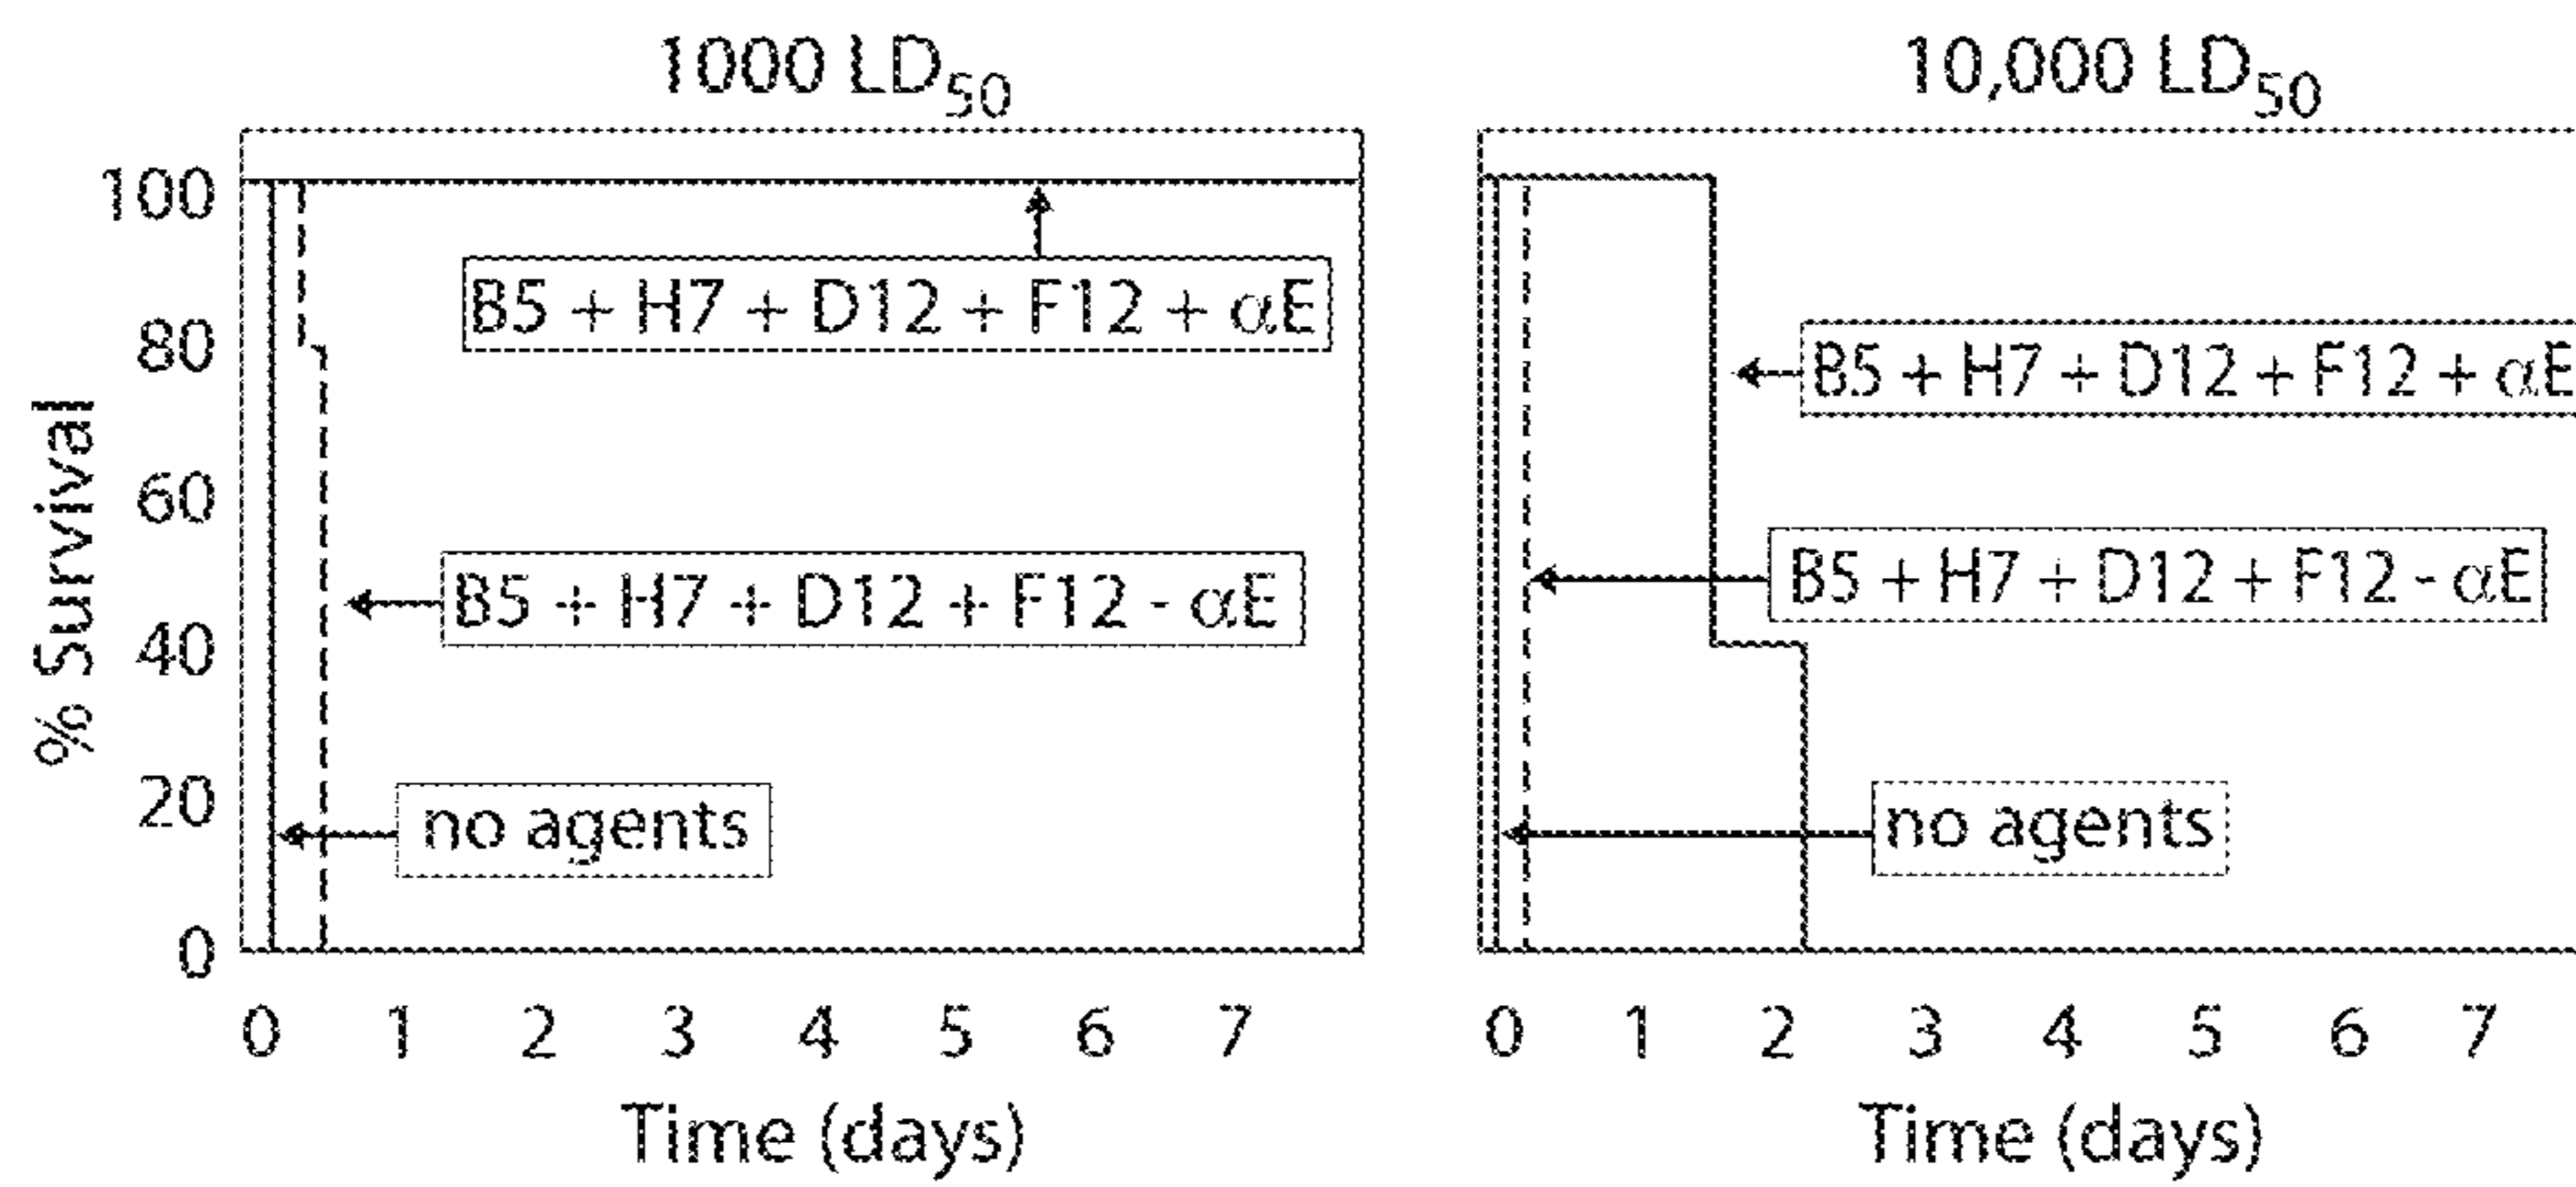 1000 LD50
% Survival
100
80
60
40
20
0
B5 + H7 + D12 + F12 + αE
B5 + H7 + D12 + F12 - αE
no agents
0 1 2 3 4 5 6 7
Time (days)
10,000 LD50
B5 + H7 + D12 + F12 + αE
B5 + H7 + D12 + F12 - αE
no agents
0 1 2 3 4 5 6 7
Time (days)